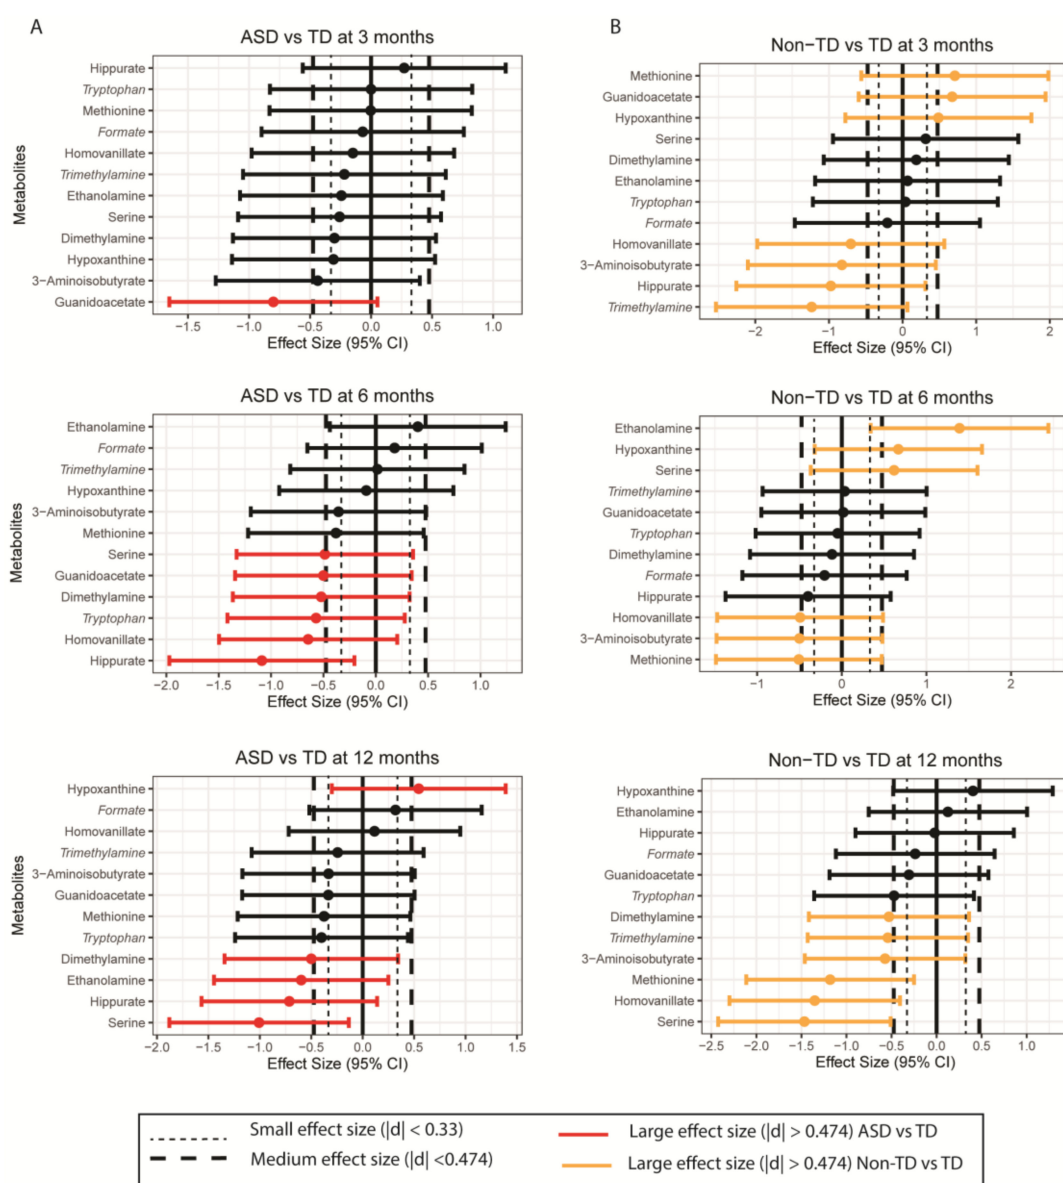 A
ASD vs TD at 3 months
Metabolites
Hippurate
Tryptophan
Methionine
Formate
Homovanillate
Trimethylamine
Ethanolamine
Serine
Dimethylamine
Hypoxanthine
3−Aminoisobutyrate
Guanidoacetate
−1.5 −1.0 −0.5 0.0 0.5 1.0
Effect Size (95% CI)
B
Non−TD vs TD at 3 months
Methionine
Guanidoacetate
Hypoxanthine
Serine
Dimethylamine
Ethanolamine
Tryptophan
Formate
Homovanillate
3−Aminoisobutyrate
Hippurate
Trimethylamine
−2 −1 0 1 2
Effect Size (95% CI)
ASD vs TD at 6 months
Metabolites
Ethanolamine
Formate
Trimethylamine
Hypoxanthine
3−Aminoisobutyrate
Methionine
Serine
Guanidoacetate
Dimethylamine
Tryptophan
Homovanillate
Hippurate
−2.0 −1.5 −1.0 −0.5 0.0 0.5 1.0
Effect Size (95% CI)
Non−TD vs TD at 6 months
Ethanolamine
Hypoxanthine
Serine
Trimethylamine
Guanidoacetate
Tryptophan
Dimethylamine
Formate
Hippurate
Homovanillate
3−Aminoisobutyrate
Methionine
−1 0 1 2
Effect Size (95% CI)
ASD vs TD at 12 months
Metabolites
Hypoxanthine
Formate
Homovanillate
Trimethylamine
3−Aminoisobutyrate
Guanidoacetate
Methionine
Tryptophan
Dimethylamine
Ethanolamine
Hippurate
Serine
−2.0 −1.5 −1.0 −0.5 0.0 0.5 1.0 1.5
Effect Size (95% CI)
Non−TD vs TD at 12 months
Hypoxanthine
Ethanolamine
Hippurate
Formate
Guanidoacetate
Tryptophan
Dimethylamine
Trimethylamine
3−Aminoisobutyrate
Methionine
Homovanillate
Serine
−2.5 −2.0 −1.5 −1.0 −0.5 0.0 0.5 1.0
Effect Size (95% CI)
Small effect size (|d| < 0.33)
Medium effect size (|d| <0.474)
Large effect size (|d| > 0.474) ASD vs TD
Large effect size (|d| > 0.474) Non-TD vs TD